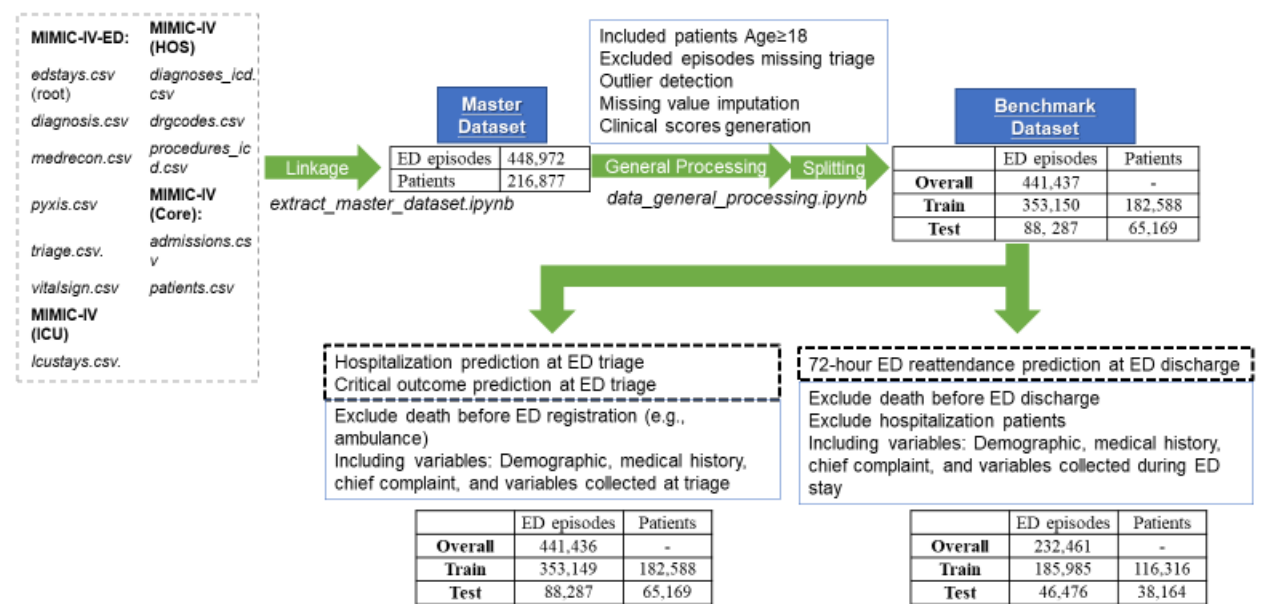 MIMIC-IV-ED:
edstays.csv
(root)
diagnosis.csv
medrecon.csv
pyxis.csv
triage.csv.
vitalsign.csv
MIMIC-IV
(ICU)
Icustays.csv.
MIMIC-IV
(HOS)
diagnoses_icd.
csv
drgcodes.csv
procedures_ic
d.csv
MIMIC-IV
(Core):
admissions.cs
v
patients.csv
Linkage
extract_master_dataset.ipynb
Master
Dataset
ED episodes 448,972
Patients 216,877
Included patients Age≥18
Excluded episodes missing triage
Outlier detection
Missing value imputation
Clinical scores generation
General Processing
Splitting
data_general_processing.ipynb
Benchmark
Dataset
ED episodes Patients
Overall 441,437 -
Train 353,150 182,588
Test 88, 287 65,169
Hospitalization prediction at ED triage
Critical outcome prediction at ED triage
Exclude death before ED registration (e.g.,
ambulance)
Including variables: Demographic, medical history,
chief complaint, and variables collected at triage
ED episodes Patients
Overall 441,436 -
Train 353,149 182,588
Test 88,287 65,169
72-hour ED reattendance prediction at ED discharge
Exclude death before ED discharge
Exclude hospitalization patients
Including variables: Demographic, medical history,
chief complaint, and variables collected during ED
stay
ED episodes Patients
Overall 232,461 -
Train 185,985 116,316
Test 46,476 38,164